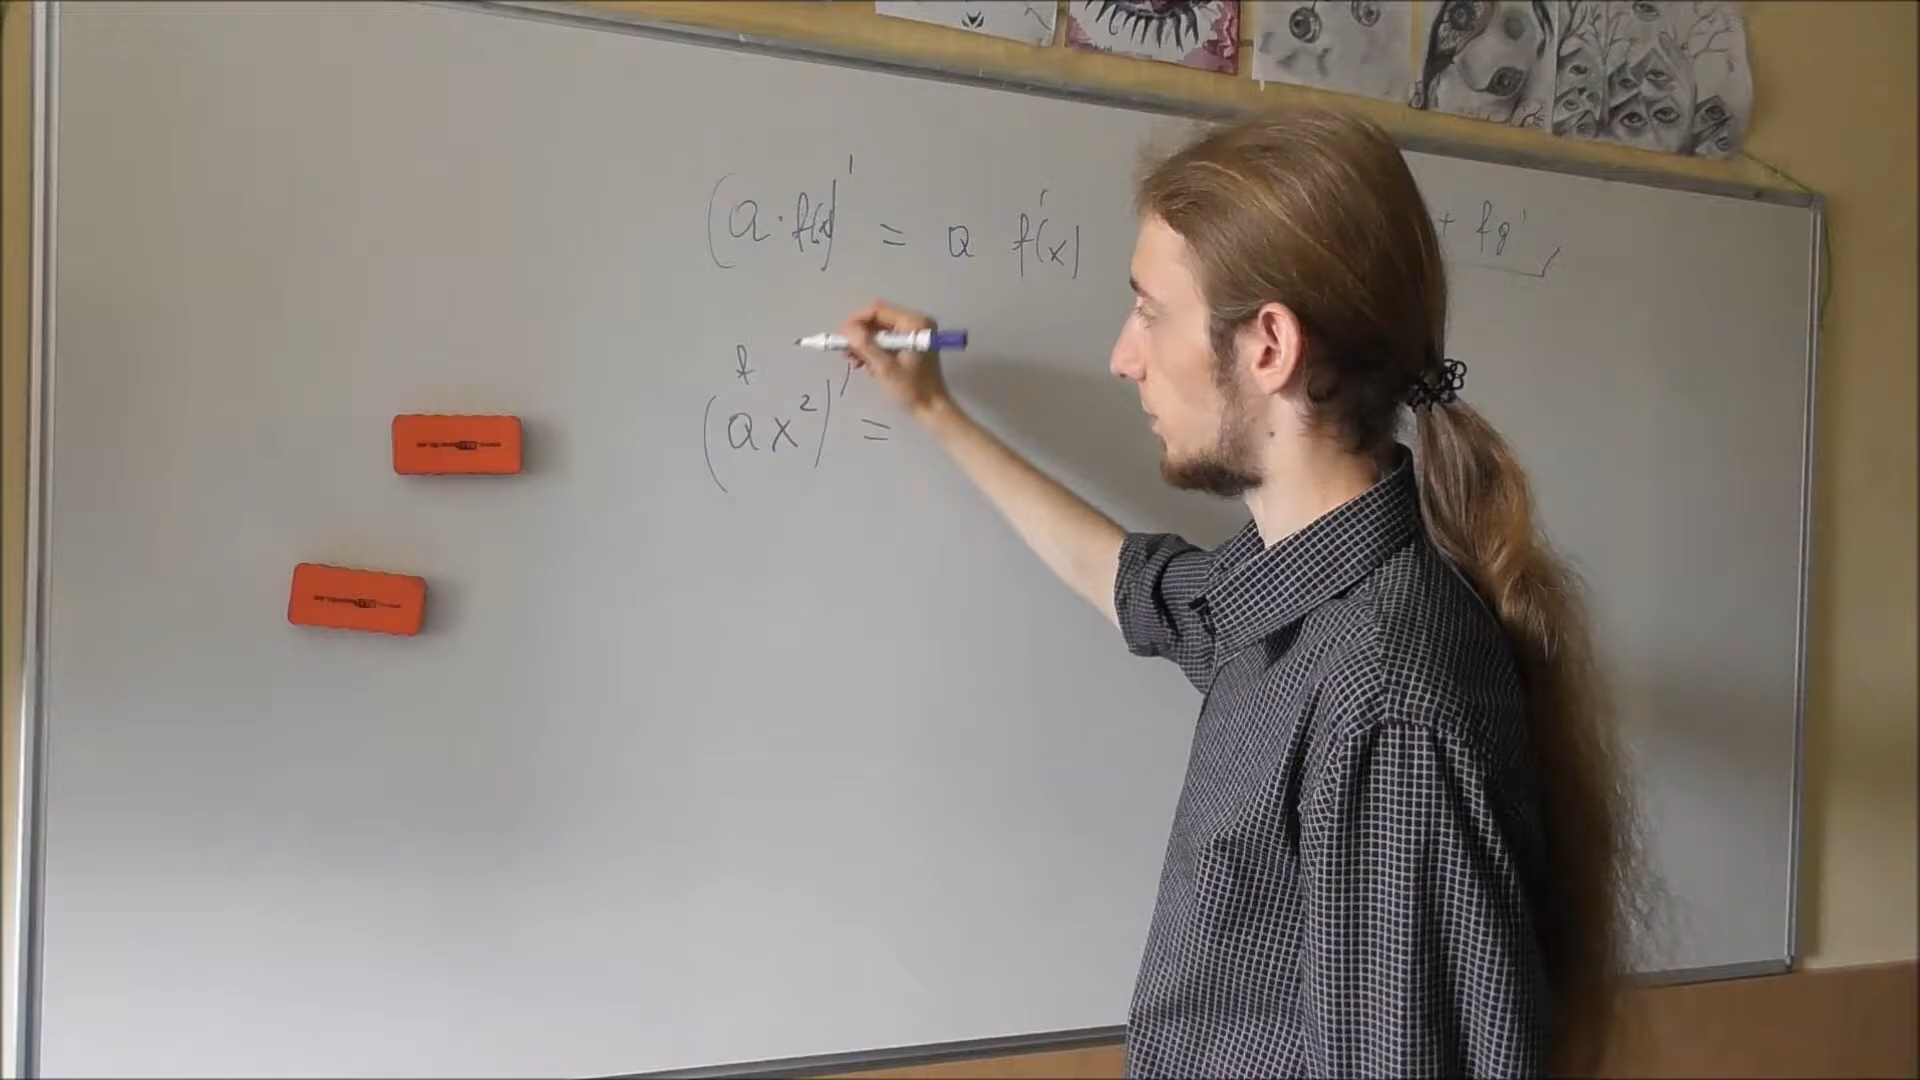 (a · f(x))' = a f'(x)
+ fg'
f
(ax²)' =